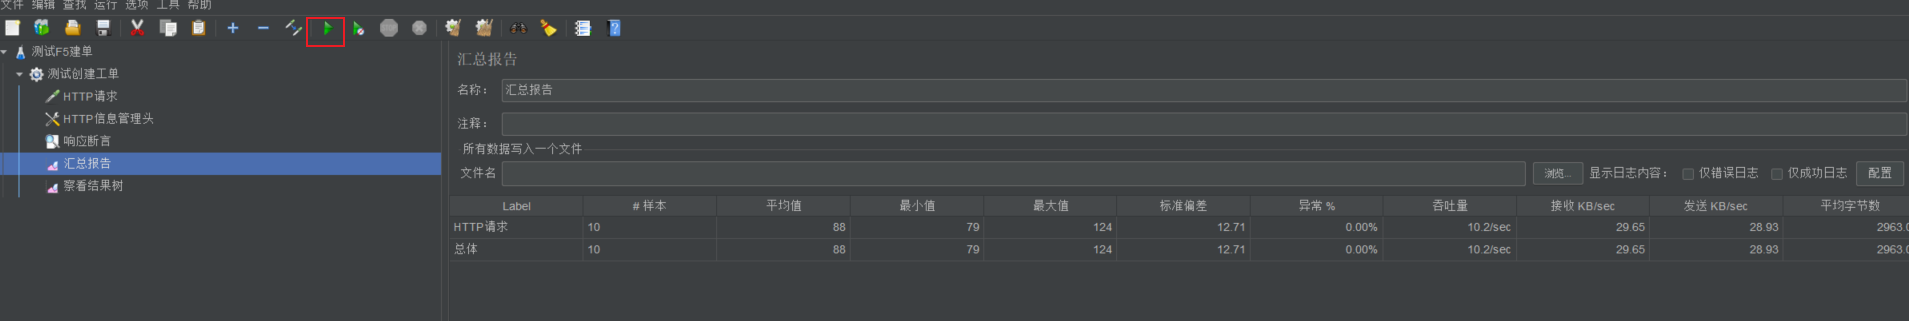 文件 编辑 查找 运行 选项 工具 帮助
测试F5建单
测试创建工单
HTTP请求
HTTP信息管理头
响应断言
汇总报告
察看结果树
汇总报告
名称： 汇总报告
注释：
所有数据写入一个文件
文件名 浏览... 显示日志内容： 仅错误日志 仅成功日志 配置
Label # 样本 平均值 最小值 最大值 标准偏差 异常 % 吞吐量 接收 KB/sec 发送 KB/sec 平均字节数
HTTP请求 10 88 79 124 12.71 0.00% 10.2/sec 29.65 28.93 2963.0
总体 10 88 79 124 12.71 0.00% 10.2/sec 29.65 28.93 2963.0